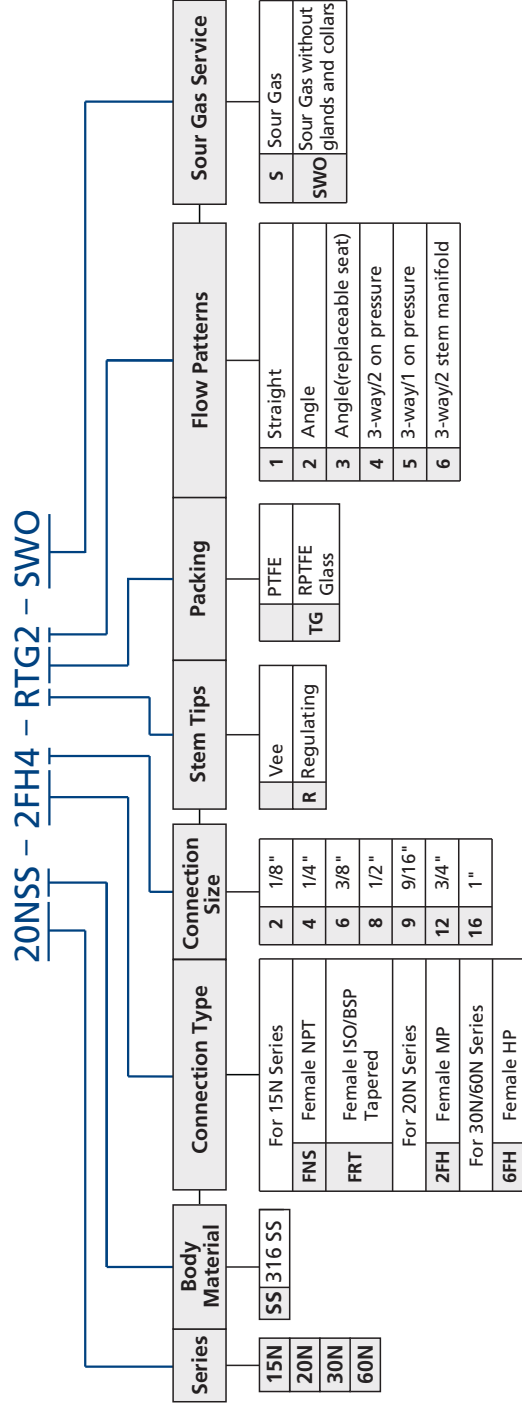 20NSS – 2FH4 – RTG2 – SWO
Series
15N
20N
30N
60N
Body
Material
SS 316 SS
Connection Type
For 15N Series
FNS Female NPT
FRT Female ISO/BSP
Tapered
For 20N Series
2FH Female MP
For 30N/60N Series
6FH Female HP
Connection
Size
2 1/8"
4 1/4"
6 3/8"
8 1/2"
9 9/16"
12 3/4"
16 1"
Stem Tips
Vee
R Regulating
Packing
PTFE
TG RPTFE
Glass
Flow Patterns
1 Straight
2 Angle
3 Angle(replaceable seat)
4 3-way/2 on pressure
5 3-way/1 on pressure
6 3-way/2 stem manifold
Sour Gas Service
S Sour Gas
SWO Sour Gas without
glands and collars